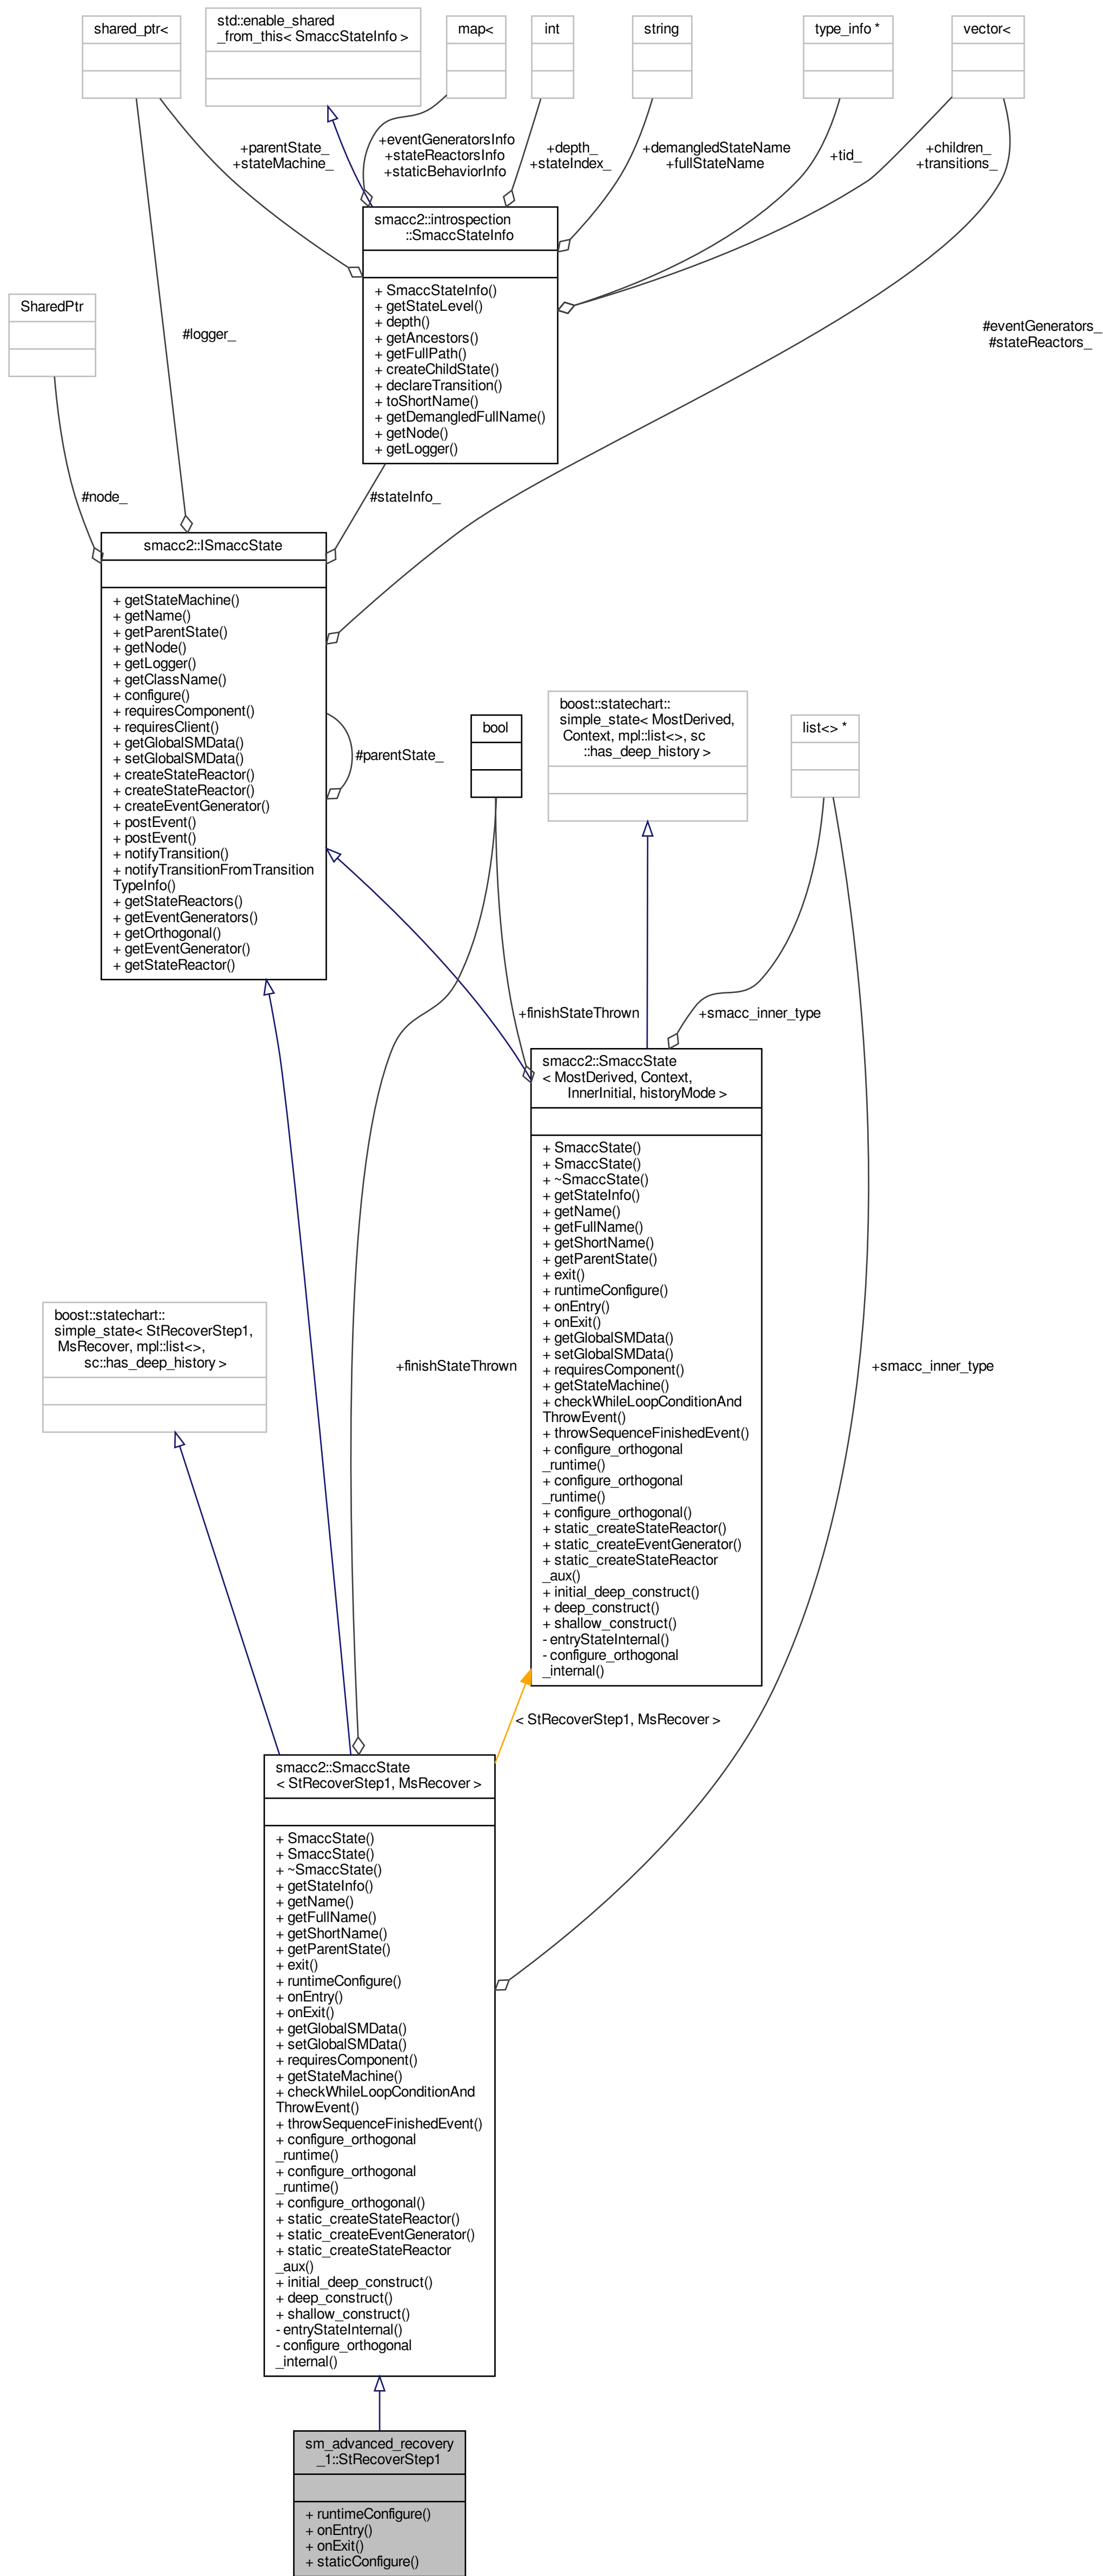 shared_ptr<
std::enable_shared
_from_this< SmaccStateInfo >
map<
int
string
type_info *
vector<
+parentState_
+stateMachine_
+eventGeneratorsInfo
+stateReactorsInfo
+staticBehaviorInfo
+depth_
+stateIndex_
+demangledStateName
+fullStateName
+tid_
+children_
+transitions_
smacc2::introspection
::SmaccStateInfo
+ SmaccStateInfo()
+ getStateLevel()
+ depth()
+ getAncestors()
+ getFullPath()
+ createChildState()
+ declareTransition()
+ toShortName()
+ getDemangledFullName()
+ getNode()
+ getLogger()
SharedPtr
#logger_
#eventGenerators_
#stateReactors_
#node_
#stateInfo_
smacc2::ISmaccState
+ getStateMachine()
+ getName()
+ getParentState()
+ getNode()
+ getLogger()
+ getClassName()
+ configure()
+ requiresComponent()
+ requiresClient()
+ getGlobalSMData()
+ setGlobalSMData()
+ createStateReactor()
+ createStateReactor()
+ createEventGenerator()
+ postEvent()
+ postEvent()
+ notifyTransition()
+ notifyTransitionFromTransition
TypeInfo()
+ getStateReactors()
+ getEventGenerators()
+ getOrthogonal()
+ getEventGenerator()
+ getStateReactor()
#parentState_
bool
boost::statechart::
simple_state< MostDerived,
Context, mpl::list<>, sc
::has_deep_history >
list<> *
+finishStateThrown
+smacc_inner_type
smacc2::SmaccState
< MostDerived, Context,
InnerInitial, historyMode >
+ SmaccState()
+ SmaccState()
+ ~SmaccState()
+ getStateInfo()
+ getName()
+ getFullName()
+ getShortName()
+ getParentState()
+ exit()
+ runtimeConfigure()
+ onEntry()
+ onExit()
+ getGlobalSMData()
+ setGlobalSMData()
+ requiresComponent()
+ getStateMachine()
+ checkWhileLoopConditionAnd
ThrowEvent()
+ throwSequenceFinishedEvent()
+ configure_orthogonal
_runtime()
+ configure_orthogonal
_runtime()
+ configure_orthogonal()
+ static_createStateReactor()
+ static_createEventGenerator()
+ static_createStateReactor
_aux()
+ initial_deep_construct()
+ deep_construct()
+ shallow_construct()
- entryStateInternal()
- configure_orthogonal
_internal()
boost::statechart::
simple_state< StRecoverStep1,
MsRecover, mpl::list<>,
sc::has_deep_history >
+finishStateThrown
+smacc_inner_type
< StRecoverStep1, MsRecover >
smacc2::SmaccState
< StRecoverStep1, MsRecover >
+ SmaccState()
+ SmaccState()
+ ~SmaccState()
+ getStateInfo()
+ getName()
+ getFullName()
+ getShortName()
+ getParentState()
+ exit()
+ runtimeConfigure()
+ onEntry()
+ onExit()
+ getGlobalSMData()
+ setGlobalSMData()
+ requiresComponent()
+ getStateMachine()
+ checkWhileLoopConditionAnd
ThrowEvent()
+ throwSequenceFinishedEvent()
+ configure_orthogonal
_runtime()
+ configure_orthogonal
_runtime()
+ configure_orthogonal()
+ static_createStateReactor()
+ static_createEventGenerator()
+ static_createStateReactor
_aux()
+ initial_deep_construct()
+ deep_construct()
+ shallow_construct()
- entryStateInternal()
- configure_orthogonal
_internal()
sm_advanced_recovery
_1::StRecoverStep1
+ runtimeConfigure()
+ onEntry()
+ onExit()
+ staticConfigure()